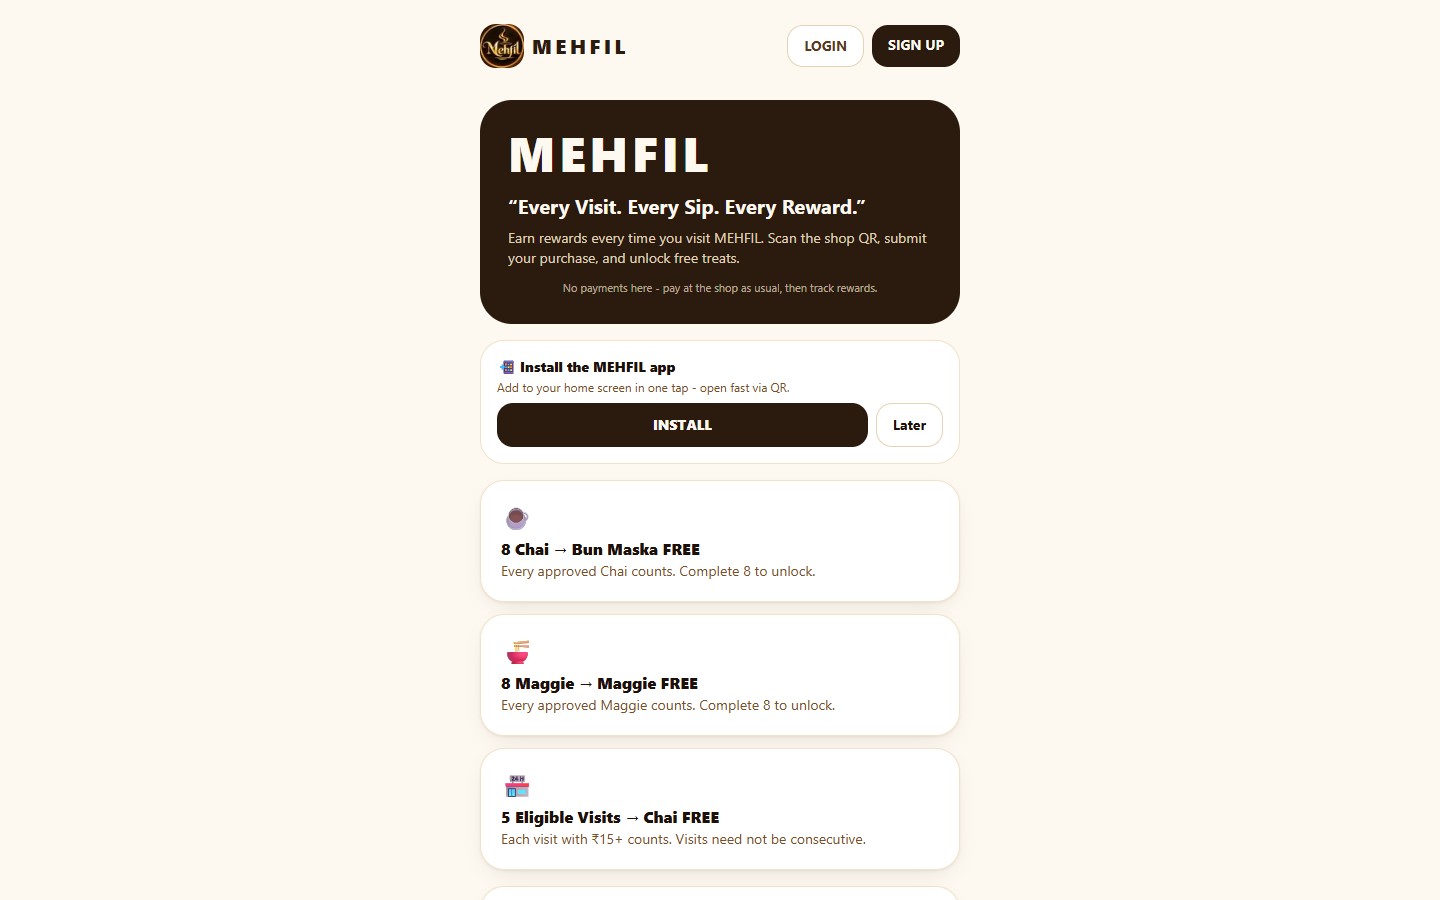 Mehfil
MEHFIL
LOGIN
SIGN UP
MEHFIL
“Every Visit. Every Sip. Every Reward.”
Earn rewards every time you visit MEHFIL. Scan the shop QR, submit
your purchase, and unlock free treats.
No payments here - pay at the shop as usual, then track rewards.
Install the MEHFIL app
Add to your home screen in one tap - open fast via QR.
INSTALL
Later
8 Chai → Bun Maska FREE
Every approved Chai counts. Complete 8 to unlock.
8 Maggie → Maggie FREE
Every approved Maggie counts. Complete 8 to unlock.
5 Eligible Visits → Chai FREE
Each visit with ₹15+ counts. Visits need not be consecutive.